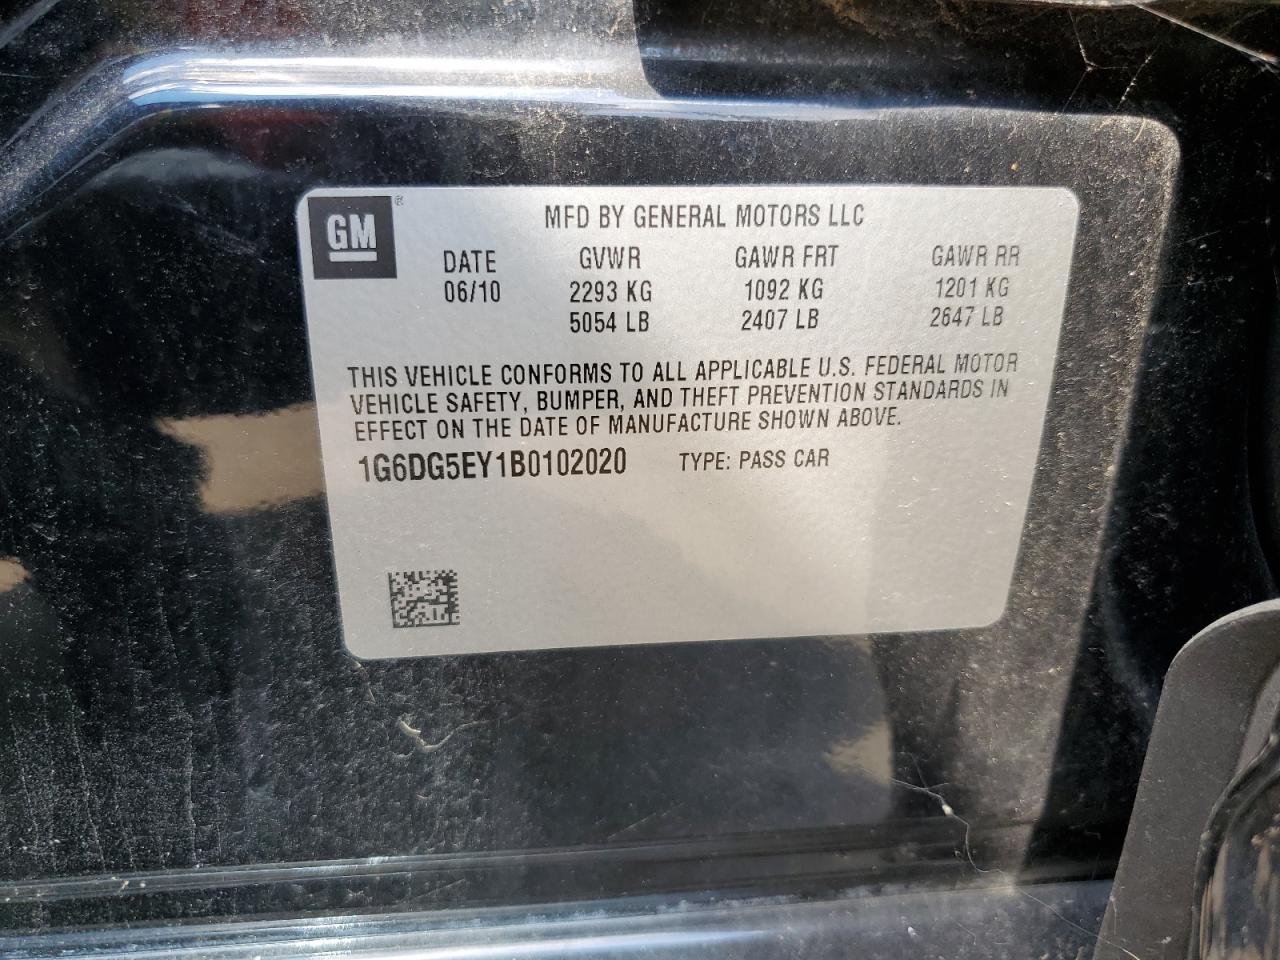 GM ®
MFD BY GENERAL MOTORS LLC
DATE GVWR GAWR FRT GAWR RR
06/10 2293 KG 1092 KG 1201 KG
5054 LB 2407 LB 2647 LB
THIS VEHICLE CONFORMS TO ALL APPLICABLE U.S. FEDERAL MOTOR
VEHICLE SAFETY, BUMPER, AND THEFT PREVENTION STANDARDS IN
EFFECT ON THE DATE OF MANUFACTURE SHOWN ABOVE.
1G6DG5EY1B0102020 TYPE: PASS CAR